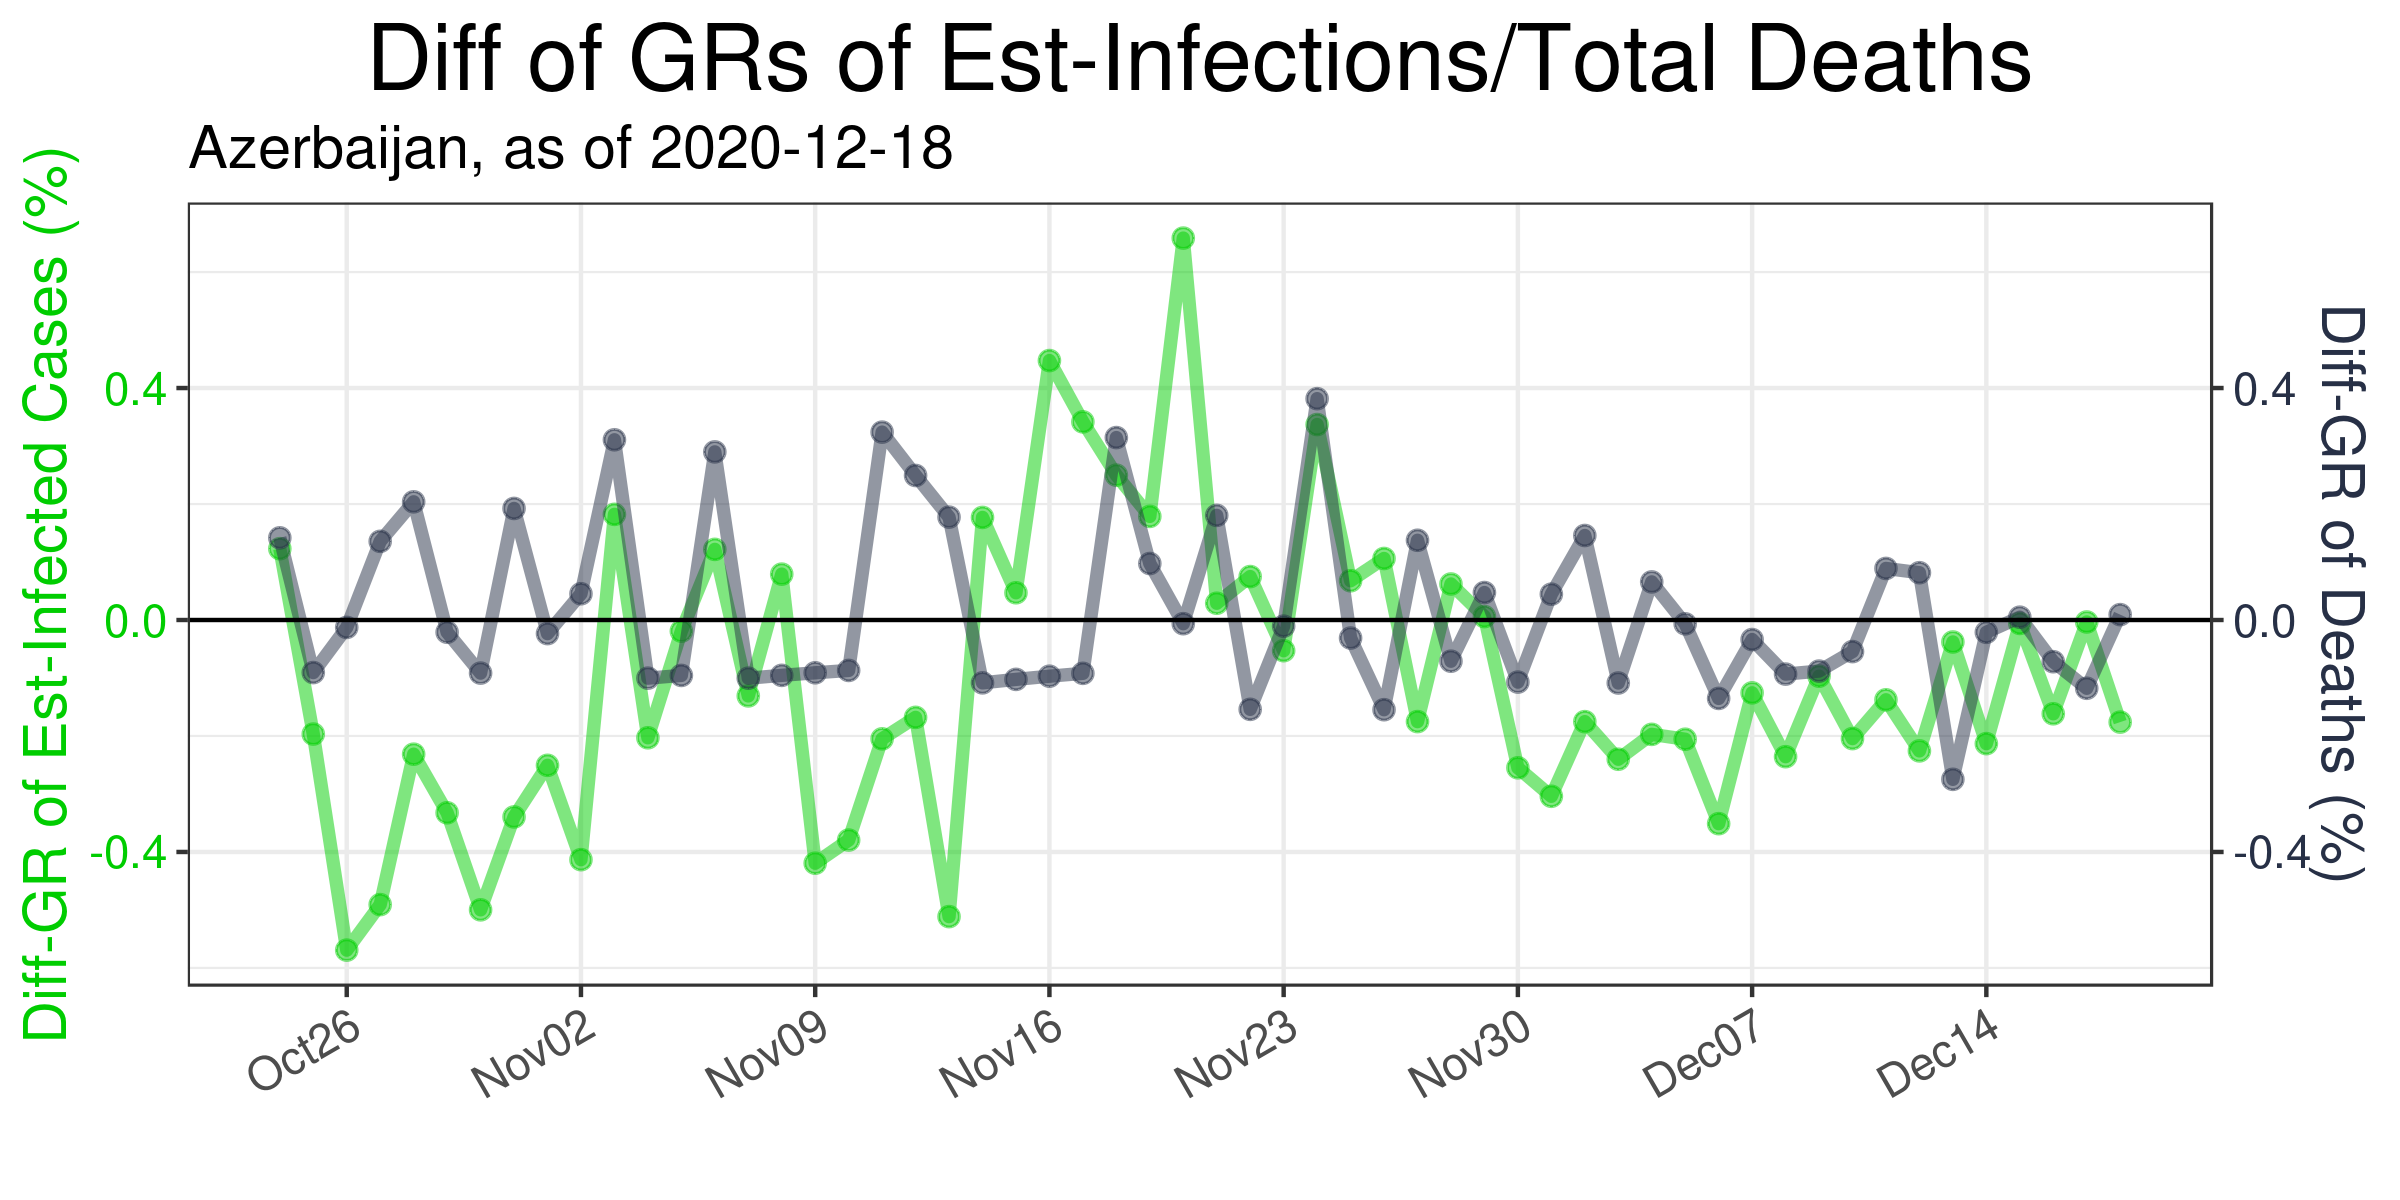 Diff of GRs of Est-Infections/Total Deaths
Azerbaijan, as of 2020-12-18
Diff-GR of Est-Infected Cases (%)
0.4
0.0
-0.4
0.4
0.0
-0.4
Diff-GR of Deaths (%)
Oct26
Nov02
Nov09
Nov16
Nov23
Nov30
Dec07
Dec14